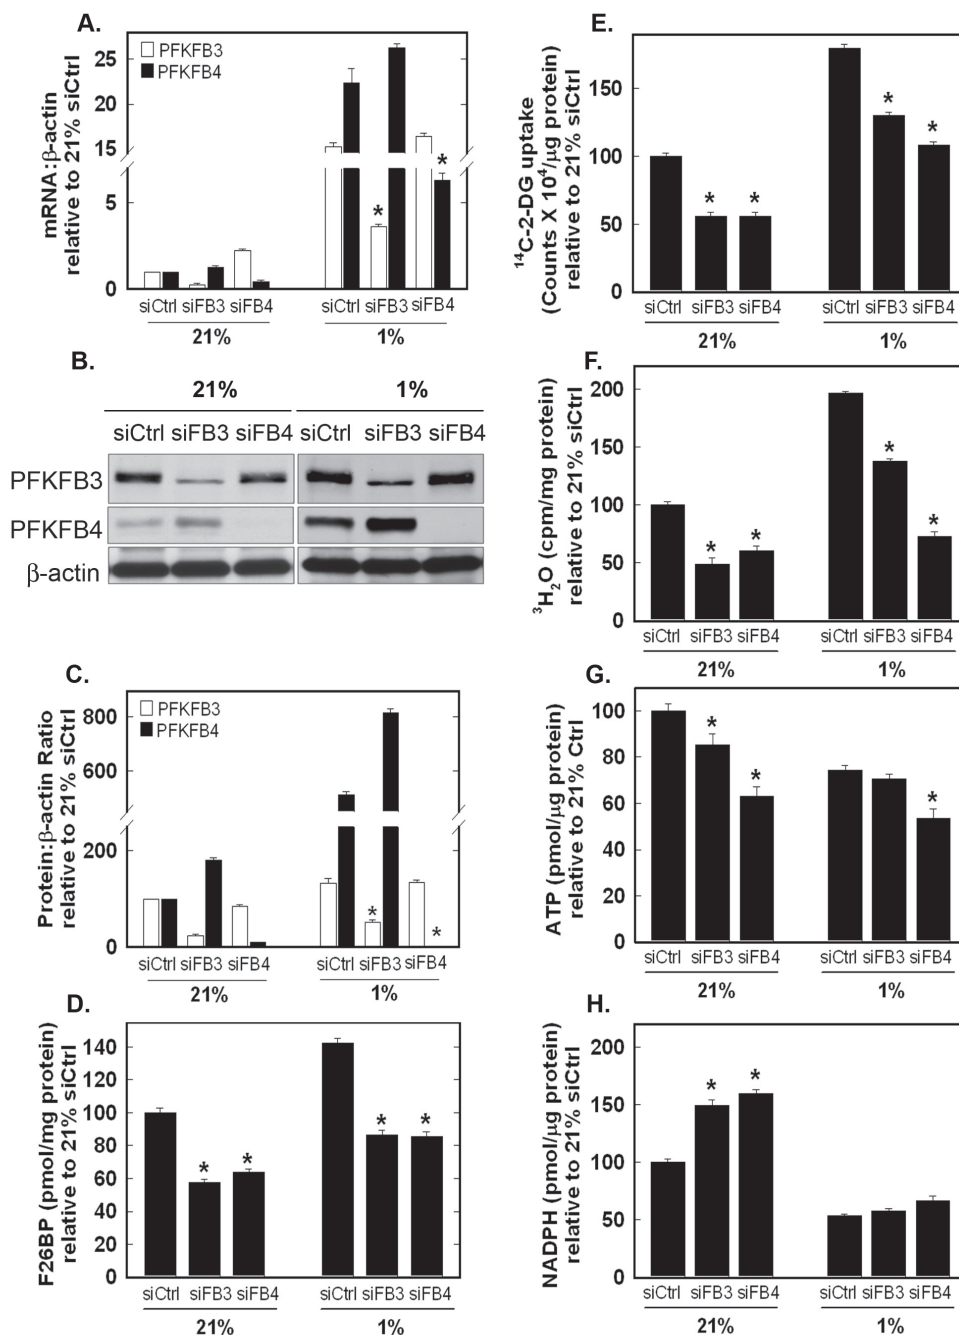 A.
PFKFB3
PFKFB4
mRNA:β-actin
relative to 21% siCtrl
25
20
15
5
0
siCtrl siFB3 siFB4
siCtrl siFB3 siFB4
21%
1%
B.
21%
1%
siCtrl siFB3 siFB4
siCtrl siFB3 siFB4
PFKFB3
PFKFB4
β-actin
C.
PFKFB3
PFKFB4
Protein:β-actin Ratio
relative to 21% siCtrl
800
600
200
0
* *
siCtrl siFB3 siFB4
siCtrl siFB3 siFB4
21%
1%
D.
F26BP (pmol/mg protein)
relative to 21% siCtrl
140
120
100
80
60
40
20
0
* * * *
siCtrl siFB3 siFB4
siCtrl siFB3 siFB4
21%
1%
E.
¹⁴C-2-DG uptake
(Counts X 10⁴/µg protein)
relative to 21% siCtrl
150
100
50
0
* * * *
siCtrl siFB3 siFB4
siCtrl siFB3 siFB4
21%
1%
F.
³H₂O (cpm/mg protein)
relative to 21% siCtrl
200
150
100
50
0
* * * *
siCtrl siFB3 siFB4
siCtrl siFB3 siFB4
21%
1%
G.
ATP (pmol/µg protein)
relative to 21% Ctrl
100
80
60
40
20
0
* * *
siCtrl siFB3 siFB4
siCtrl siFB3 siFB4
21%
1%
H.
NADPH (pmol/µg protein)
relative to 21% siCtrl
200
150
100
50
0
* *
siCtrl siFB3 siFB4
siCtrl siFB3 siFB4
21%
1%